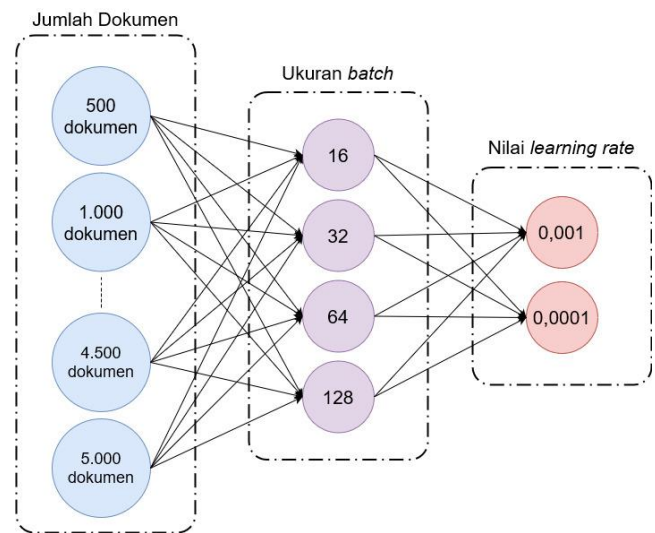 Jumlah Dokumen
500
dokumen
1.000
dokumen
4.500
dokumen
5.000
dokumen
Ukuran batch
16
32
64
128
Nilai learning rate
0,001
0,0001